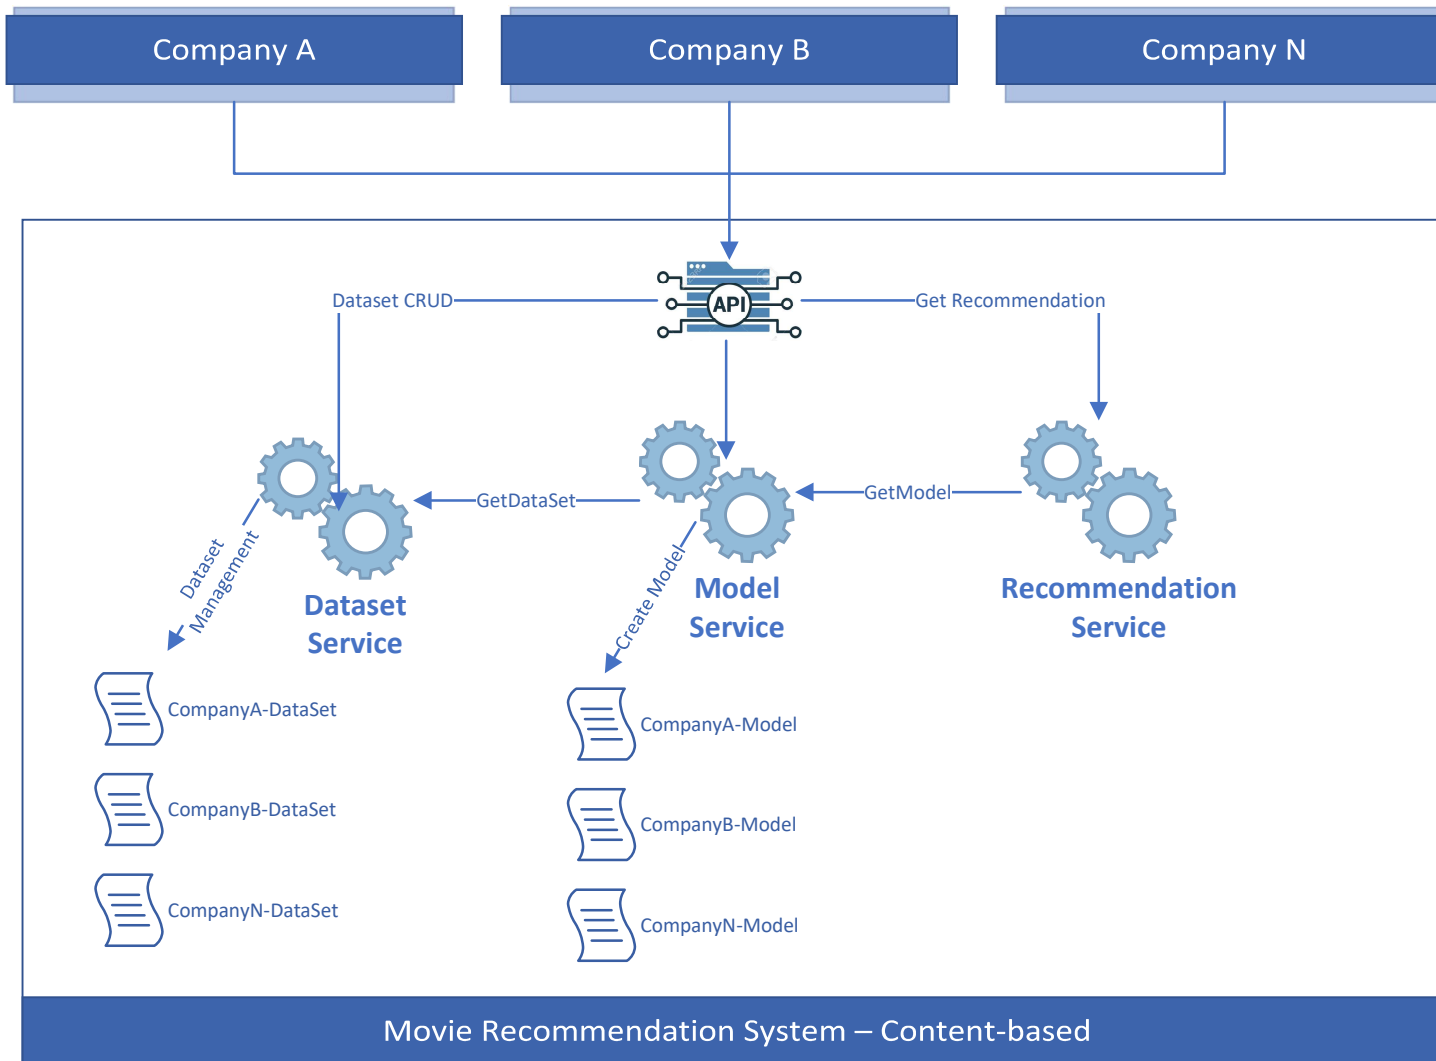 Company A
Company B
Company N
API
Dataset CRUD
Get Recommendation
GetDataSet
GetModel
Dataset
Management
Create Model
Dataset
Service
Model
Service
Recommendation
Service
CompanyA-DataSet
CompanyB-DataSet
CompanyN-DataSet
CompanyA-Model
CompanyB-Model
CompanyN-Model
Movie Recommendation System – Content-based